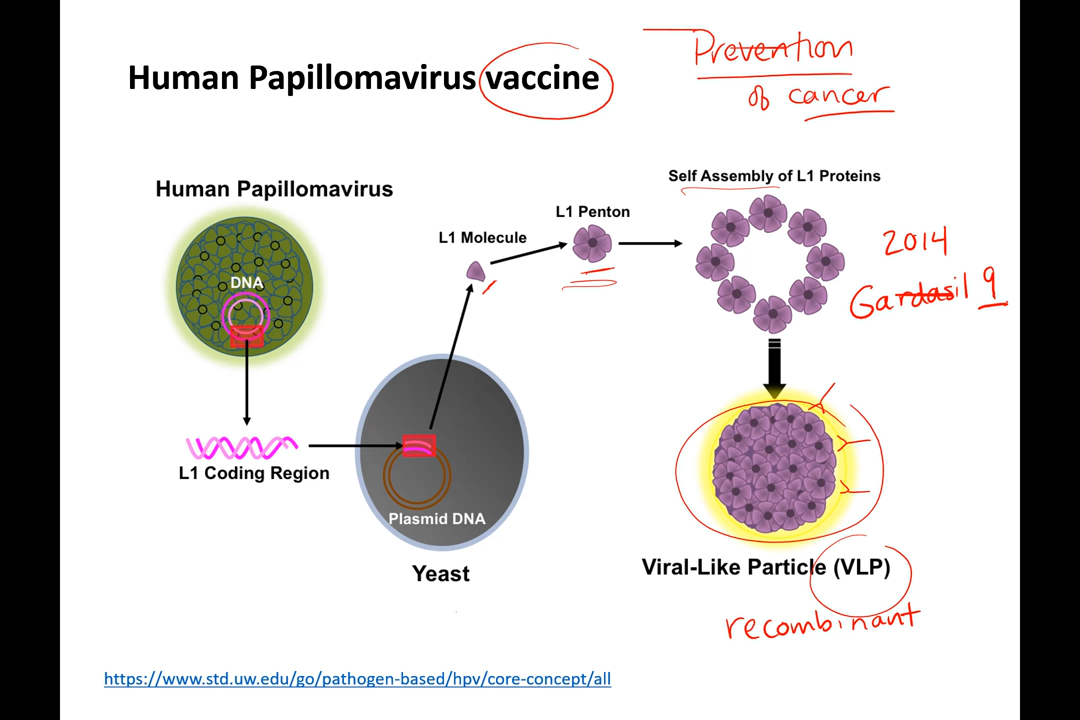 Human Papillomavirus vaccine
Prevention
of cancer
Human Papillomavirus
DNA
L1 Coding Region
Plasmid DNA
Yeast
L1 Molecule
L1 Penton
Self Assembly of L1 Proteins
2014
Gardasil 9
Viral-Like Particle (VLP)
recombinant
https://www.std.uw.edu/go/pathogen-based/hpv/core-concept/all